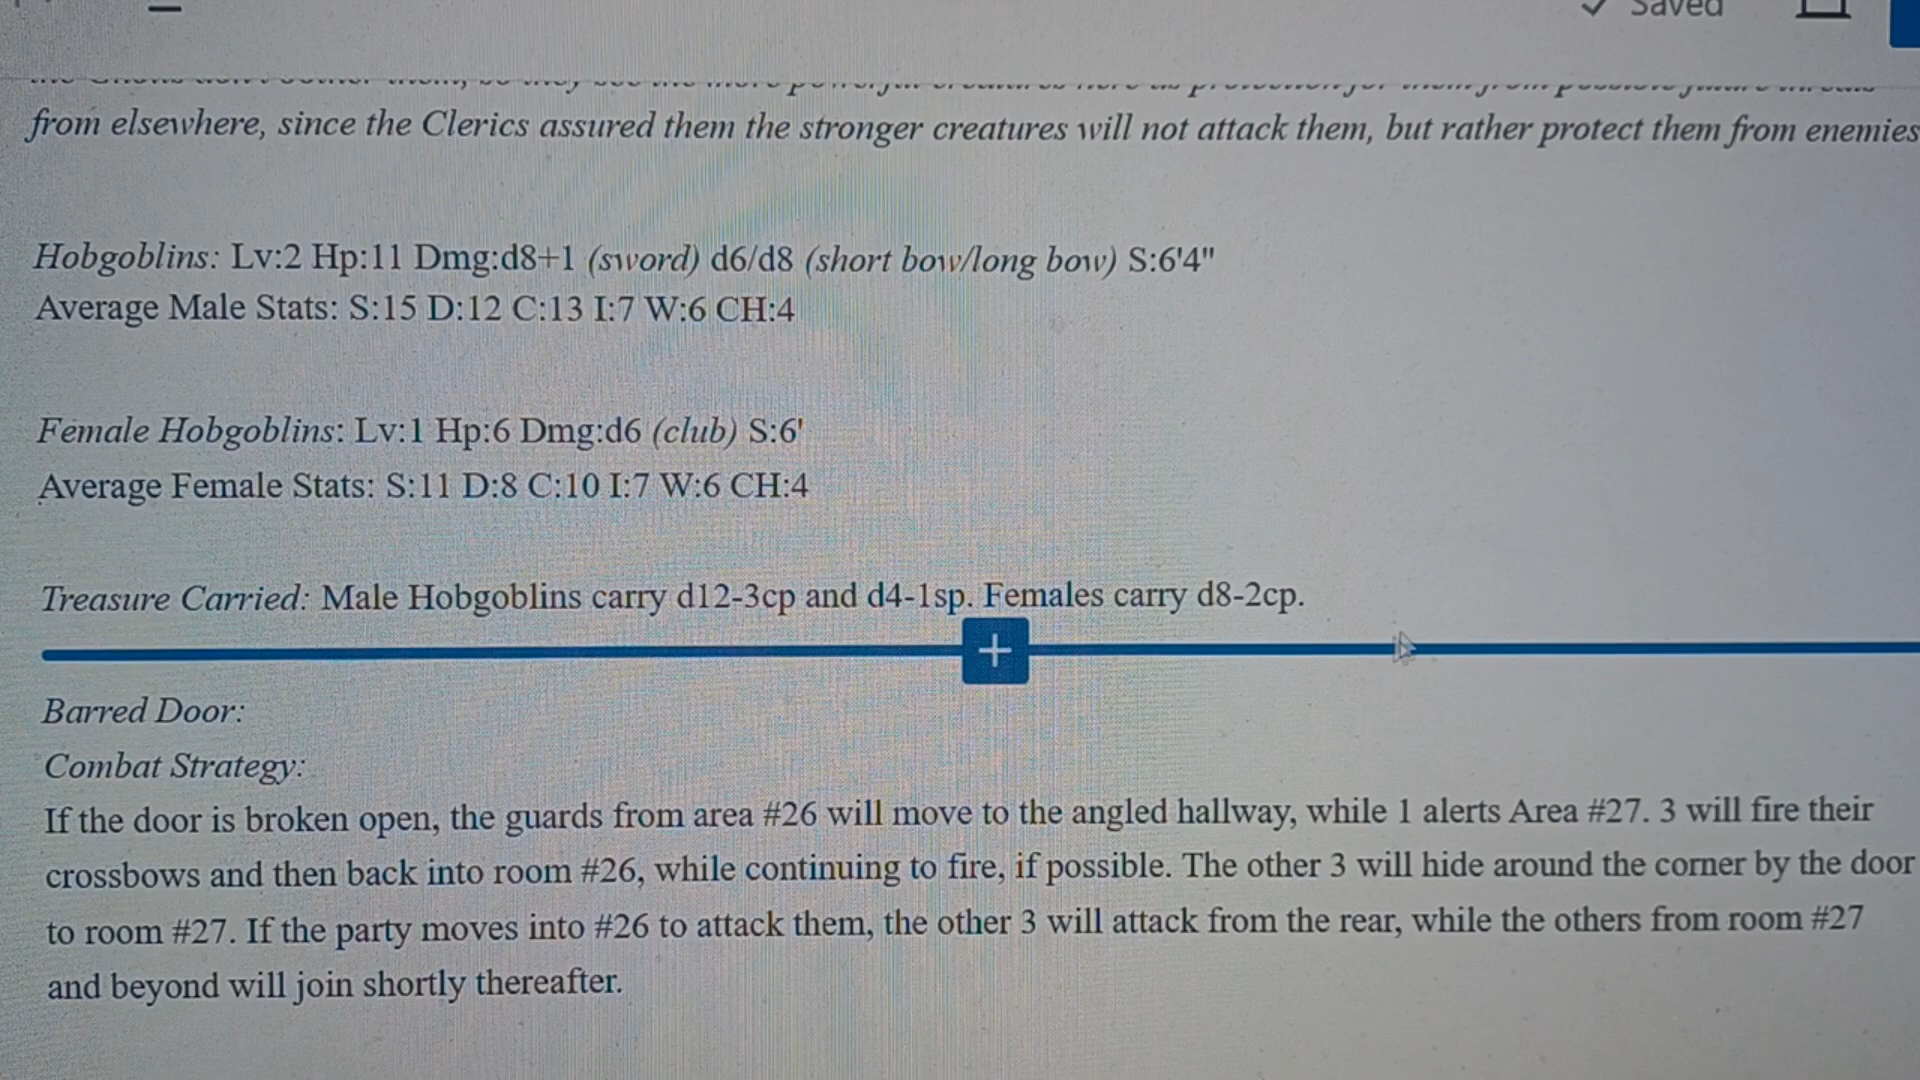 Saved
from elsewhere, since the Clerics assured them the stronger creatures will not attack them, but rather protect them from enemies
Hobgoblins: Lv:2 Hp:11 Dmg:d8+1 (sword) d6/d8 (short bow/long bow) S:6'4"
Average Male Stats: S:15 D:12 C:13 I:7 W:6 CH:4
Female Hobgoblins: Lv:1 Hp:6 Dmg:d6 (club) S:6'
Average Female Stats: S:11 D:8 C:10 I:7 W:6 CH:4
Treasure Carried: Male Hobgoblins carry d12-3cp and d4-1sp. Females carry d8-2cp.
Barred Door:
Combat Strategy:
If the door is broken open, the guards from area #26 will move to the angled hallway, while 1 alerts Area #27. 3 will fire their
crossbows and then back into room #26, while continuing to fire, if possible. The other 3 will hide around the corner by the door
to room #27. If the party moves into #26 to attack them, the other 3 will attack from the rear, while the others from room #27
and beyond will join shortly thereafter.